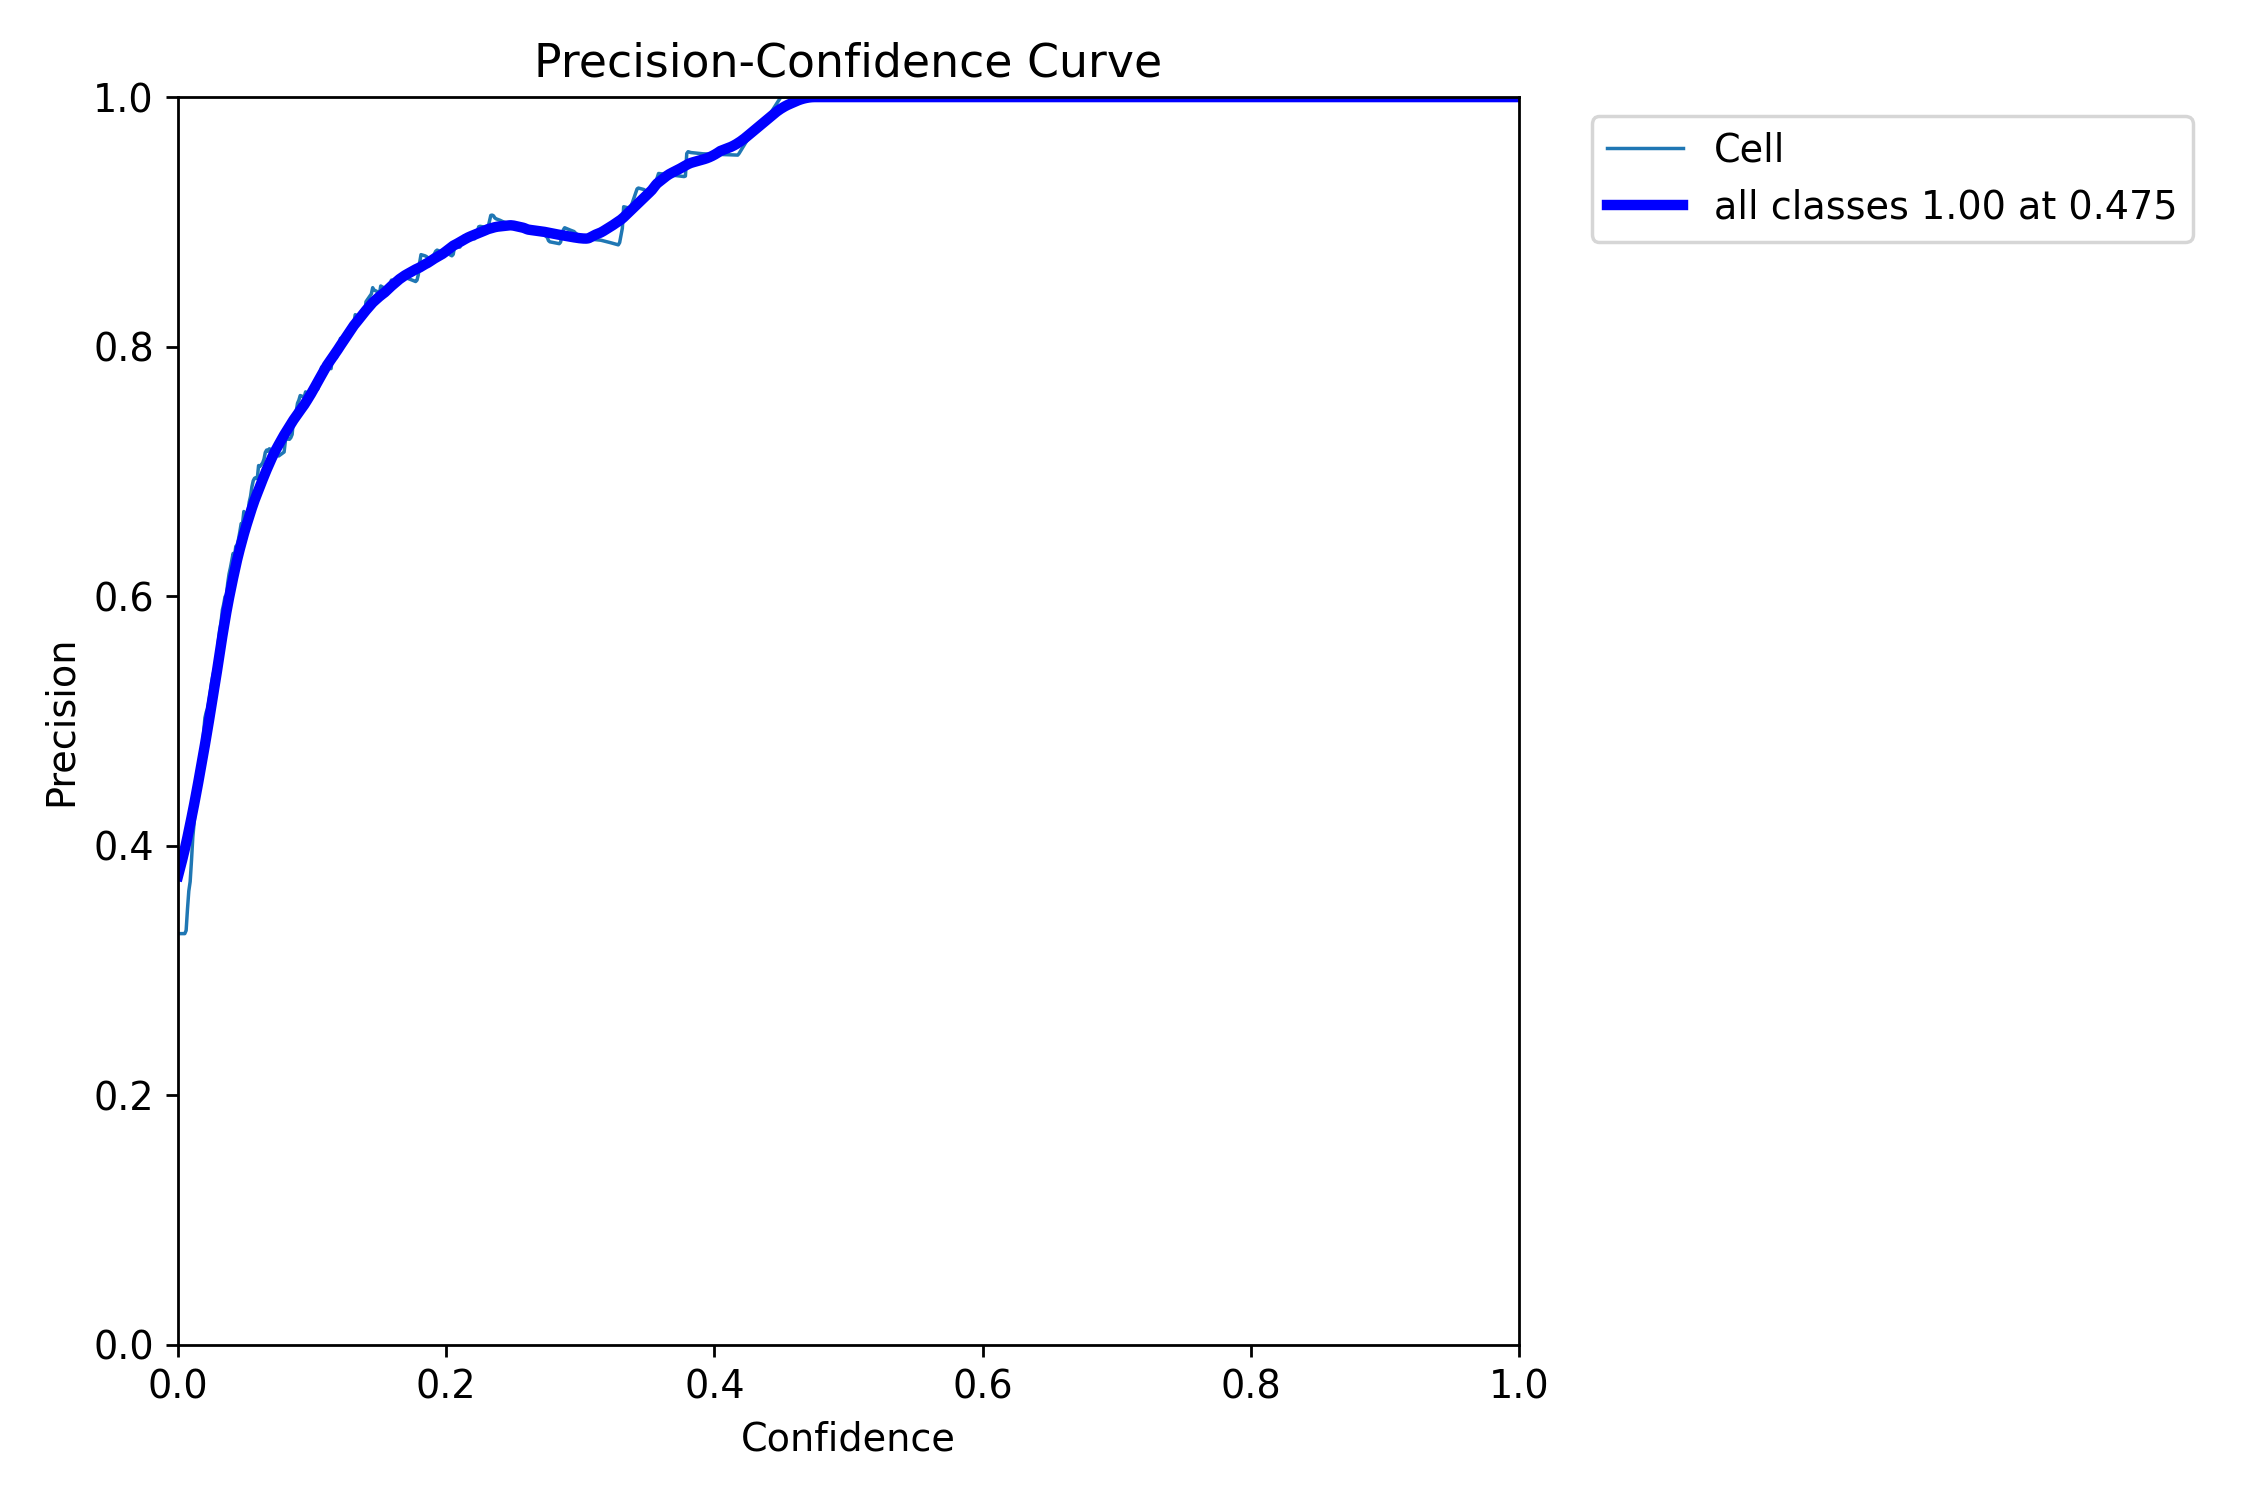 Precision-Confidence Curve
1.0
0.8
0.6
0.4
0.2
0.0
Precision
0.0 0.2 0.4 0.6 0.8 1.0
Confidence
Cell
all classes 1.00 at 0.475